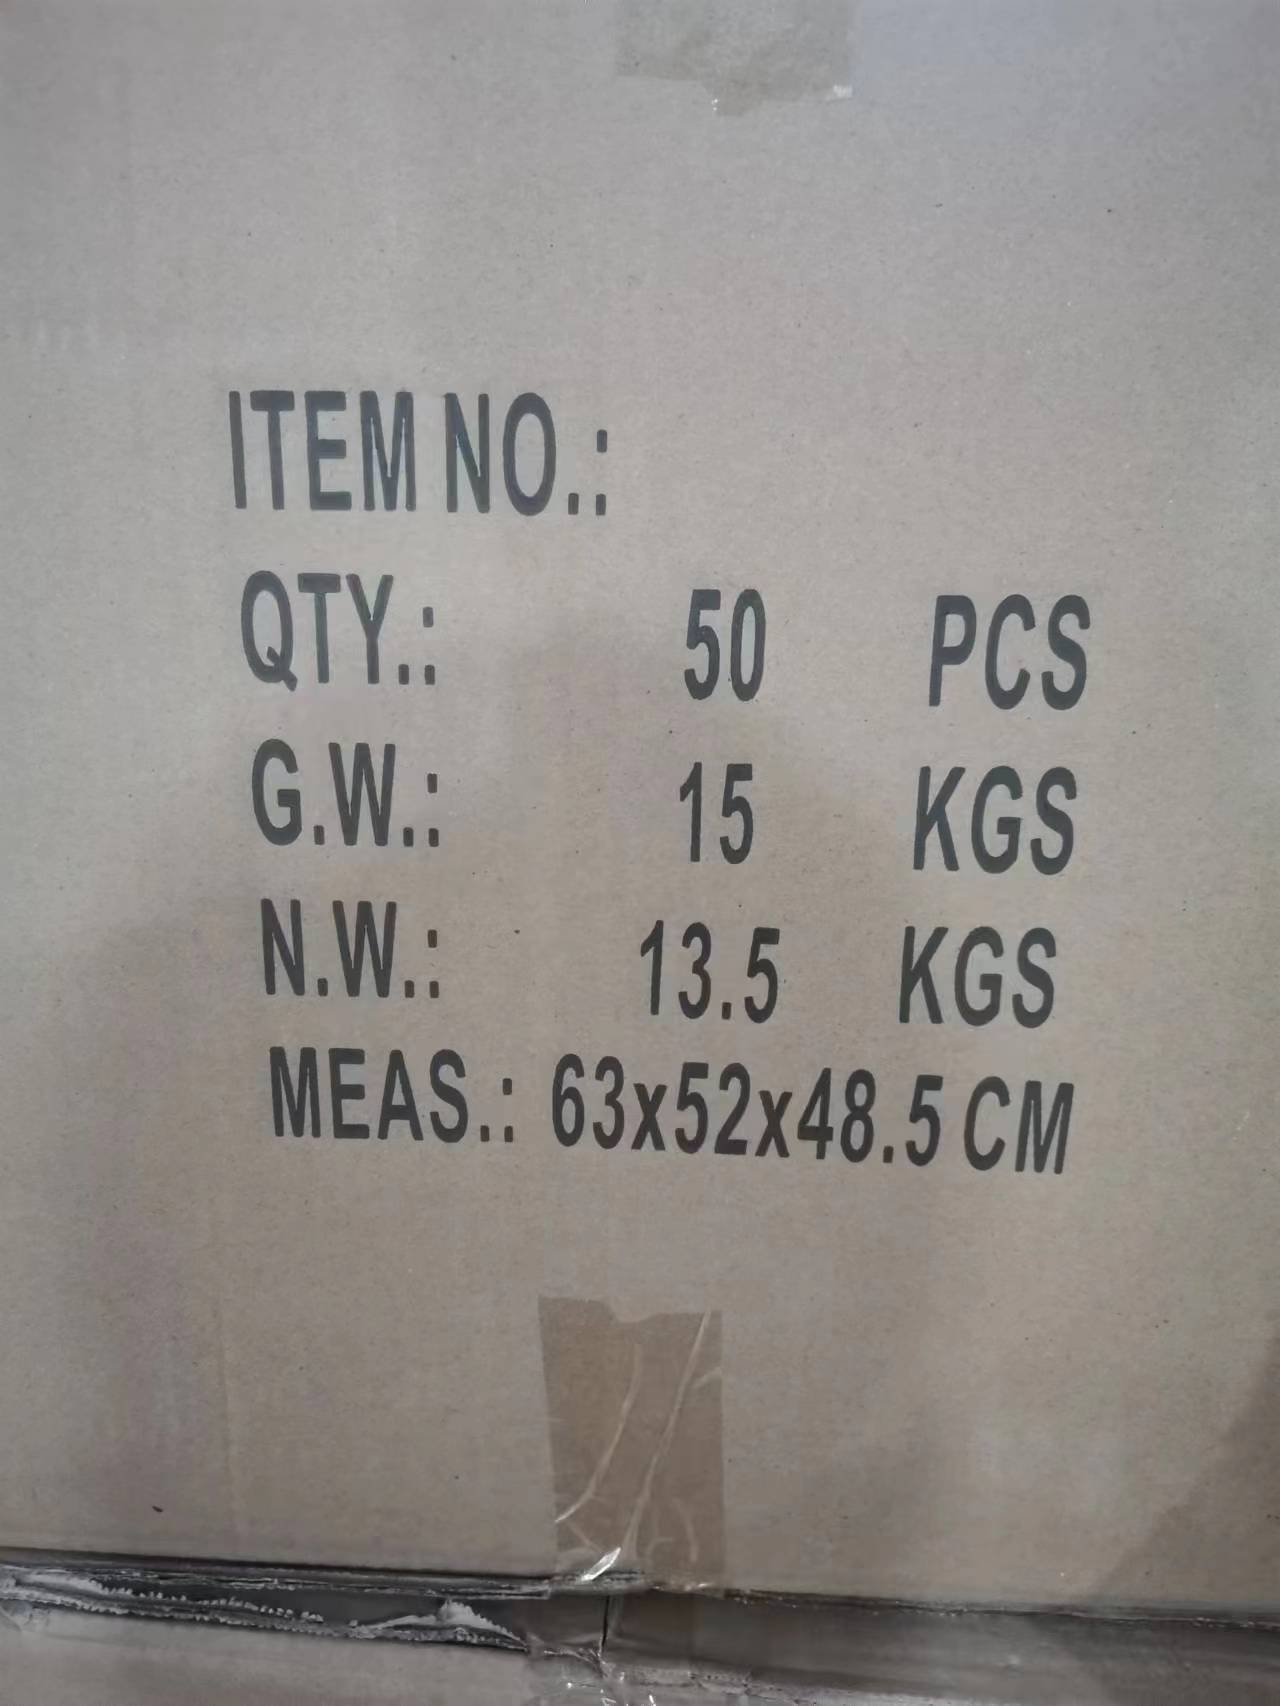 ITEM NO.:
QTY.: 50 PCS
G.W.: 15 KGS
N.W.: 13.5 KGS
MEAS.: 63x52x48.5 CM